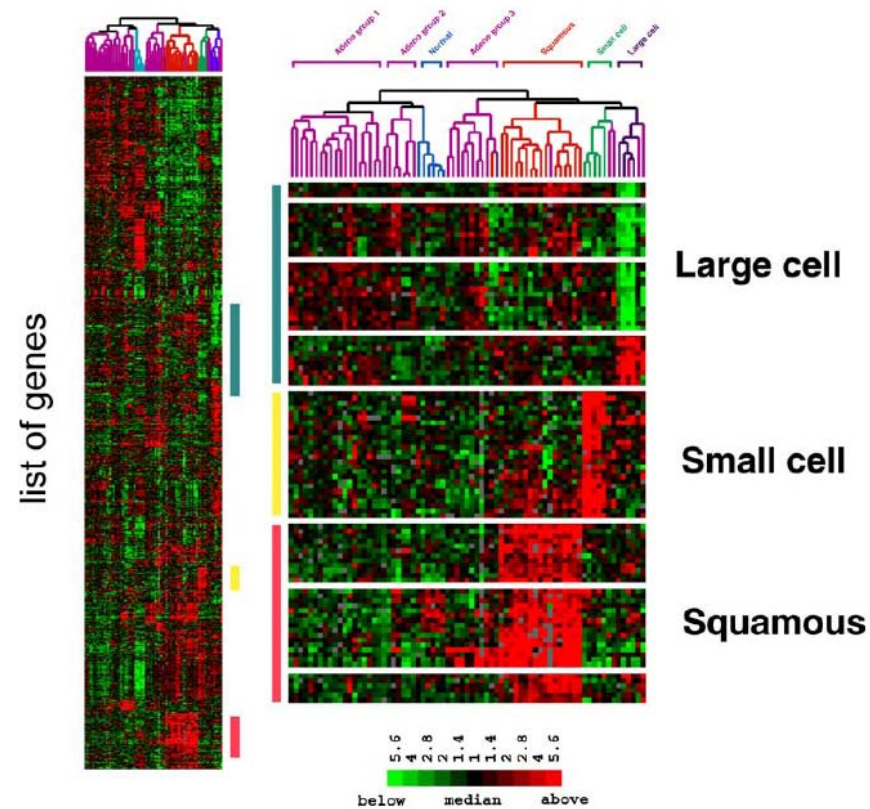 Adeno group 1
Adeno group 2
Normal
Adeno group 3
Squamous
Small cell
Large cell
list of genes
Large cell
Small cell
Squamous
5.6 4 2.8 2 1.4 1 1.4 2 2.8 4 5.6
below median above